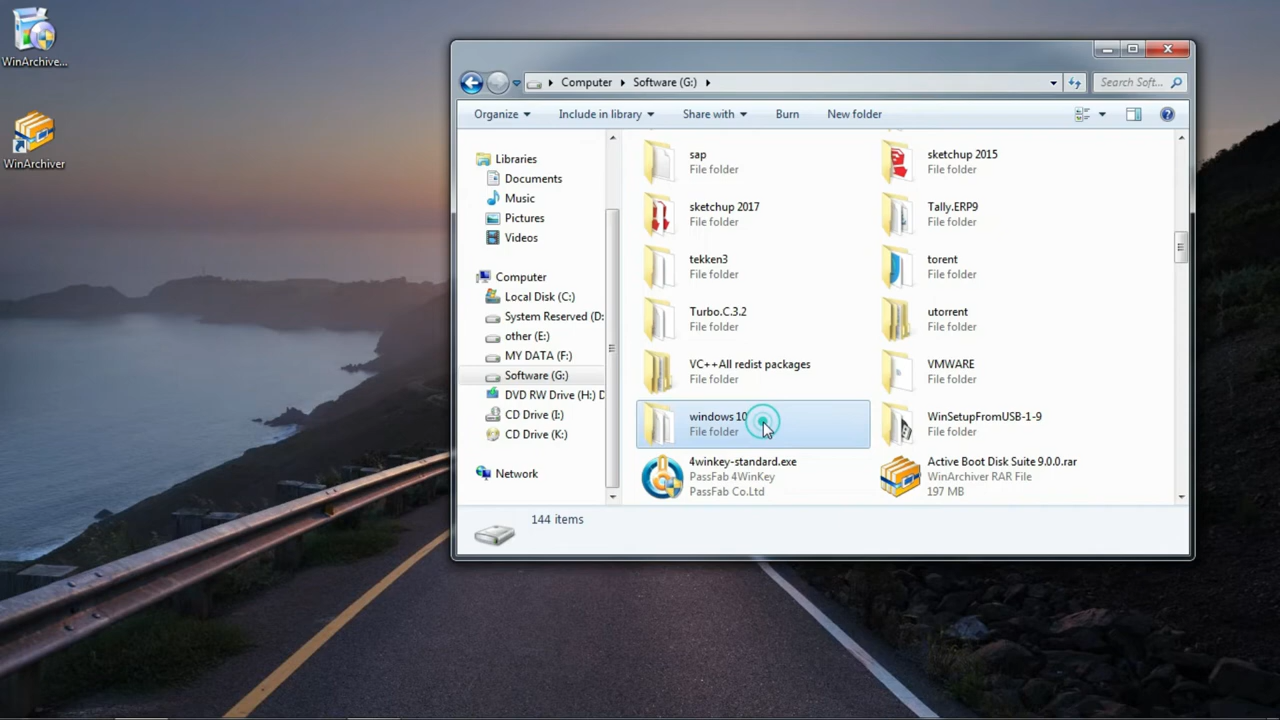 WinArchive...
WinArchiver
Computer
Software (G:)
Search Soft...
Organize
Include in library
Share with
Burn
New folder
Libraries
Documents
Music
Pictures
Videos
Computer
Local Disk (C:)
System Reserved (D:
other (E:)
MY DATA (F:)
Software (G:)
DVD RW Drive (H:) D
CD Drive (I:)
CD Drive (K:)
Network
sap
File folder
sketchup 2015
File folder
sketchup 2017
File folder
Tally.ERP9
File folder
tekken3
File folder
torent
File folder
Turbo.C.3.2
File folder
utorrent
File folder
VC++All redist packages
File folder
VMWARE
File folder
windows 10
File folder
WinSetupFromUSB-1-9
File folder
4winkey-standard.exe
PassFab 4WinKey
PassFab Co.Ltd
Active Boot Disk Suite 9.0.0.rar
WinArchiver RAR File
197 MB
144 items